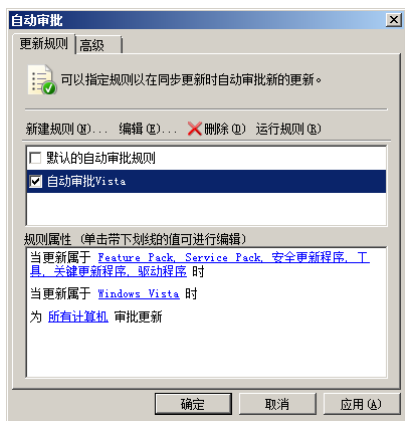 自动审批
更新规则 高级
可以指定规则以在同步更新时自动审批新的更新。
新建规则(N)... 编辑(E)... 删除(D) 运行规则(R)
默认的自动审批规则
自动审批Vista
规则属性 (单击带下划线的值可进行编辑)
当更新属于 Feature Pack, Service Pack, 安全更新程序, 工
具, 关键更新程序, 驱动程序 时
当更新属于 Windows Vista 时
为 所有计算机 审批更新
确定 取消 应用(A)